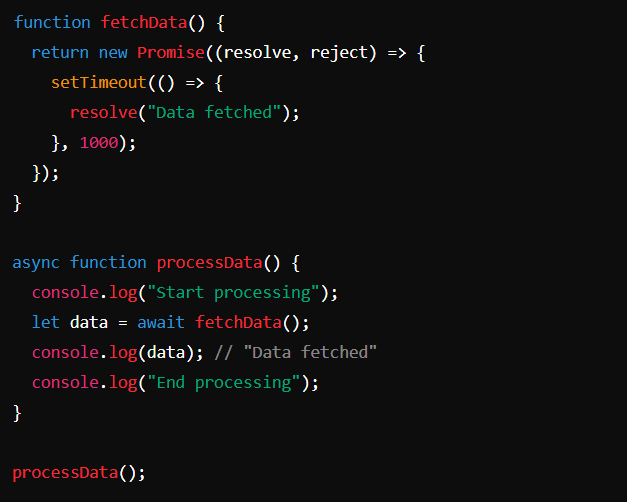 function fetchData() {
  return new Promise((resolve, reject) => {
    setTimeout(() => {
      resolve("Data fetched");
    }, 1000);
  });
}

async function processData() {
  console.log("Start processing");
  let data = await fetchData();
  console.log(data); // "Data fetched"
  console.log("End processing");
}

processData();